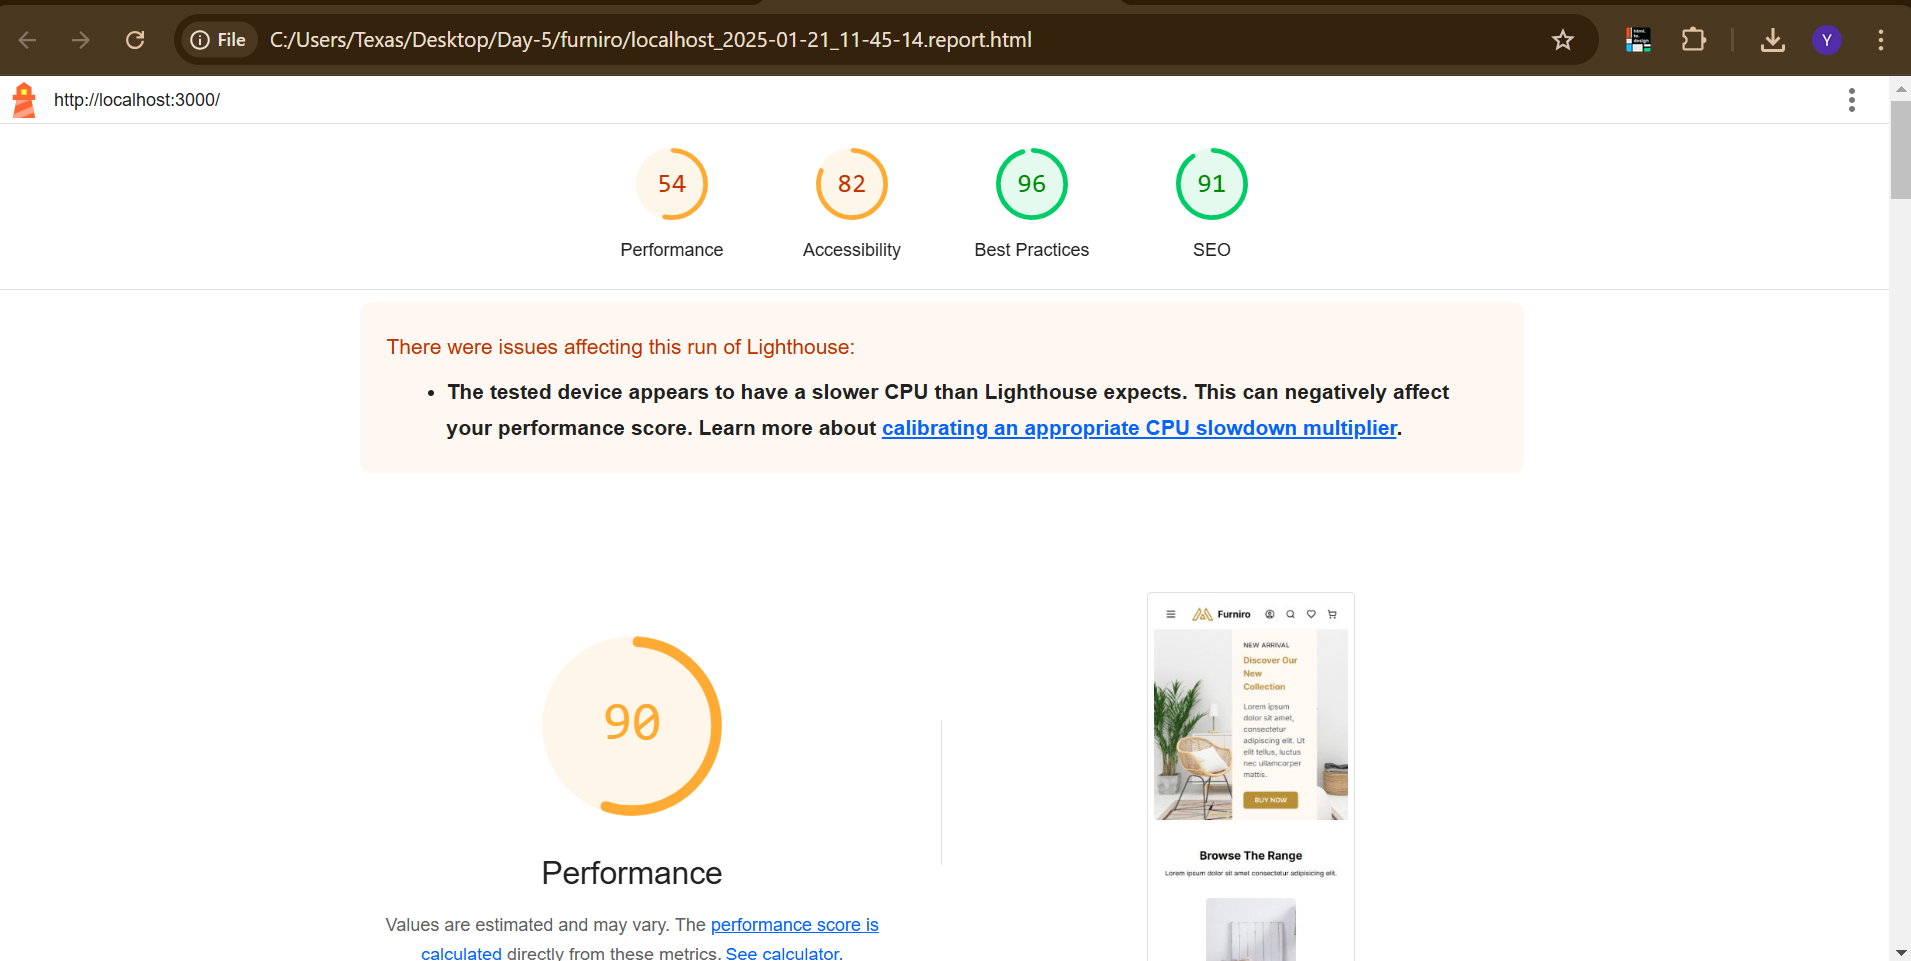 File
C:/Users/Texas/Desktop/Day-5/furniro/localhost_2025-01-21_11-45-14.report.html
Y
http://localhost:3000/
54
82
96
91
Performance
Accessibility
Best Practices
SEO
There were issues affecting this run of Lighthouse:
• The tested device appears to have a slower CPU than Lighthouse expects. This can negatively affect
your performance score. Learn more about calibrating an appropriate CPU slowdown multiplier.
90
Performance
Values are estimated and may vary. The performance score is
calculated directly from these metrics. See calculator.
Furniro
NEW ARRIVAL
Discover Our
New
Collection
Lorem ipsum
dolor sit amet,
consectetur
adipiscing elit. Ut
elit tellus, luctus
nec ullamcorper
mattis.
BUY NOW
Browse The Range
Lorem ipsum dolor sit amet consectetur adipisicing elit.